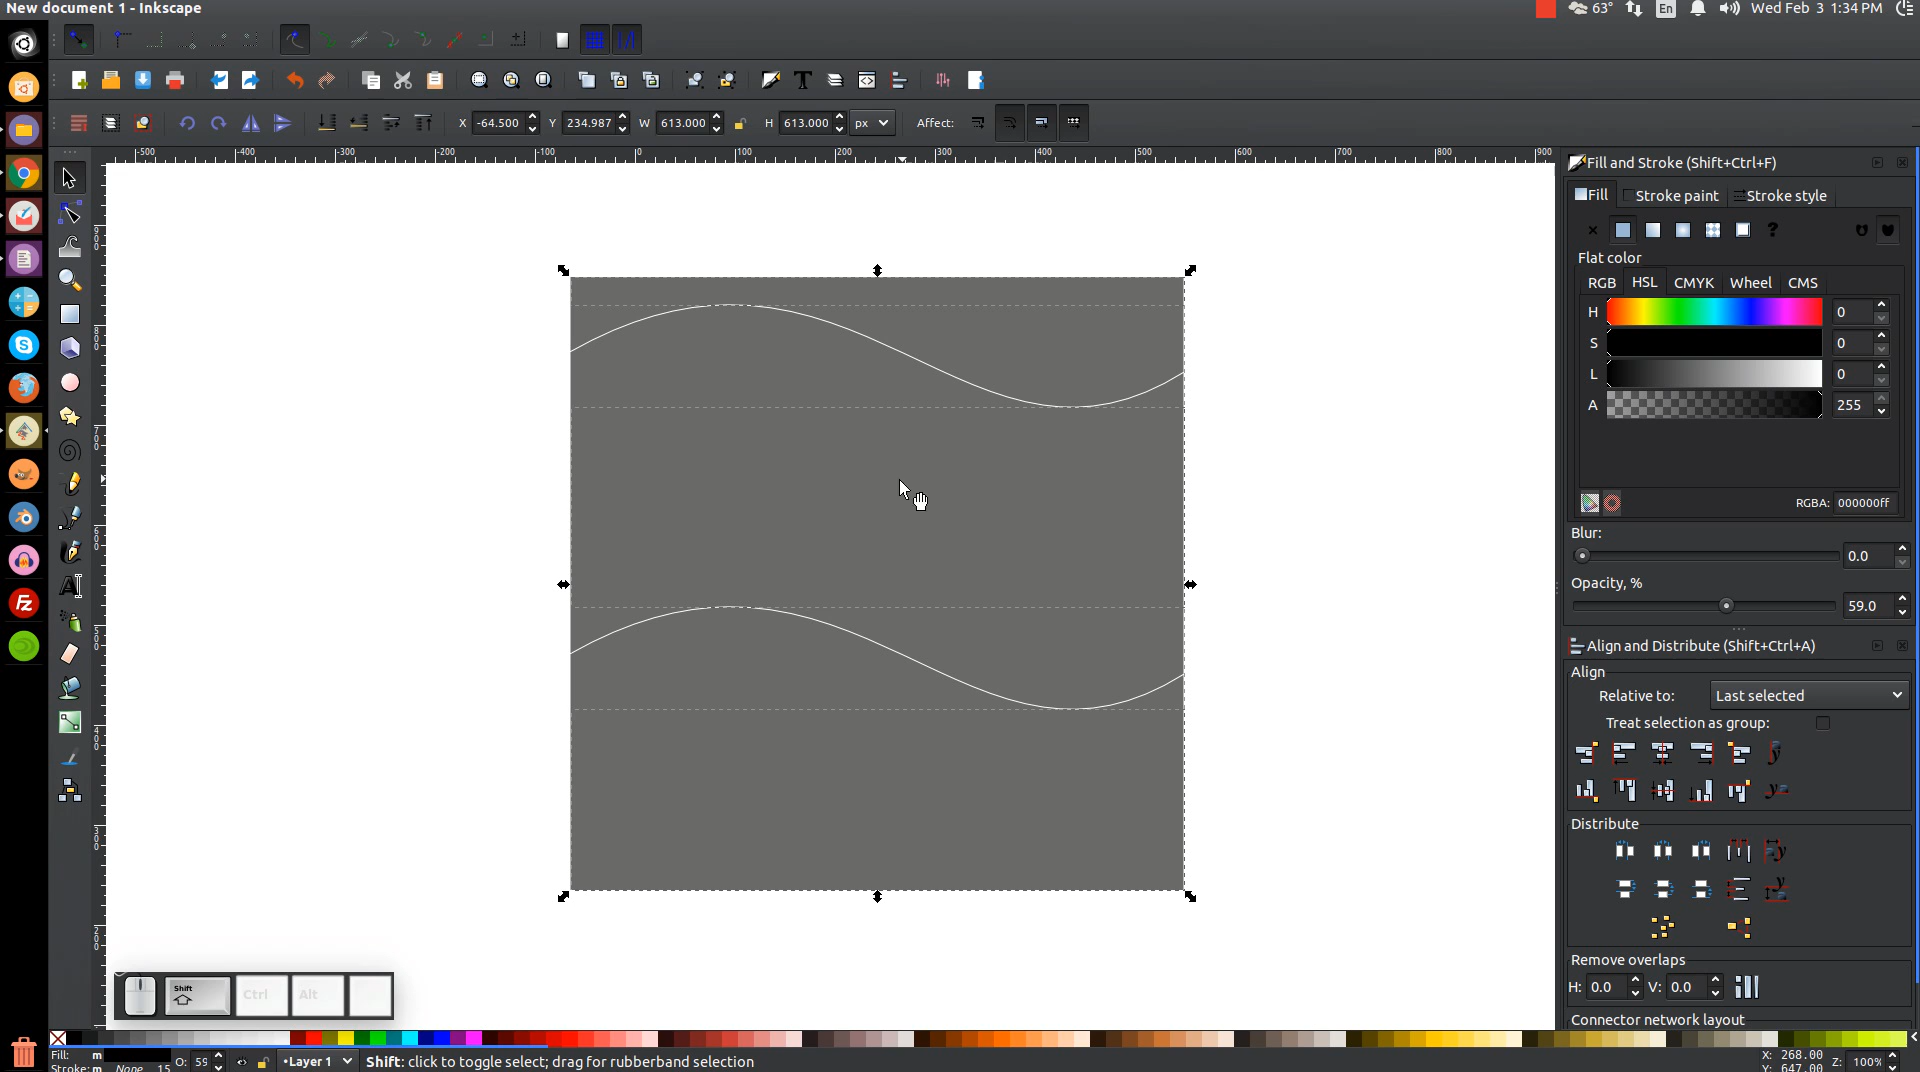 New document 1 - Inkscape
63°
En
Wed Feb 3 1:34 PM
X -64.500
Y 234.987
W 613.000
H 613.000
px
Affect:
-500 -400 -300 -200 -100 0 100 200 300 400 500 600 700 800 900
Fill and Stroke (Shift+Ctrl+F)
Fill
Stroke paint
Stroke style
?
Flat color
RGB HSL CMYK Wheel CMS
H 0
S 0
L 0
A 255
RGBA: 000000ff
Blur:
0.0
Opacity, %
59.0
Align and Distribute (Shift+Ctrl+A)
Align
Relative to: Last selected
Treat selection as group:
Distribute
Remove overlaps
H: 0.0 V: 0.0
Connector network layout
Shift Ctrl Alt
Fill: m
Stroke: m None 15
O: 59
•Layer 1
Shift: click to toggle select; drag for rubberband selection
X: 268.00
Y: 647.00
Z: 100%